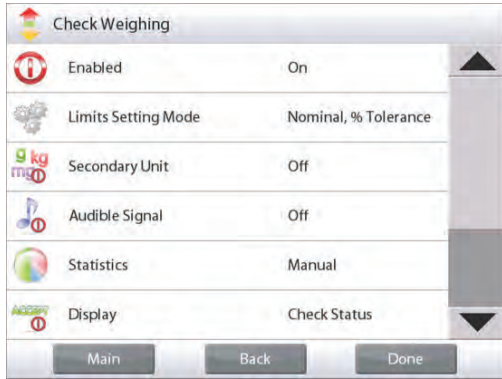 Check Weighing
Enabled On
Limits Setting Mode Nominal, % Tolerance
g kg
mg
Secondary Unit Off
Audible Signal Off
Statistics Manual
ACCEPT
Display Check Status
Main Back Done